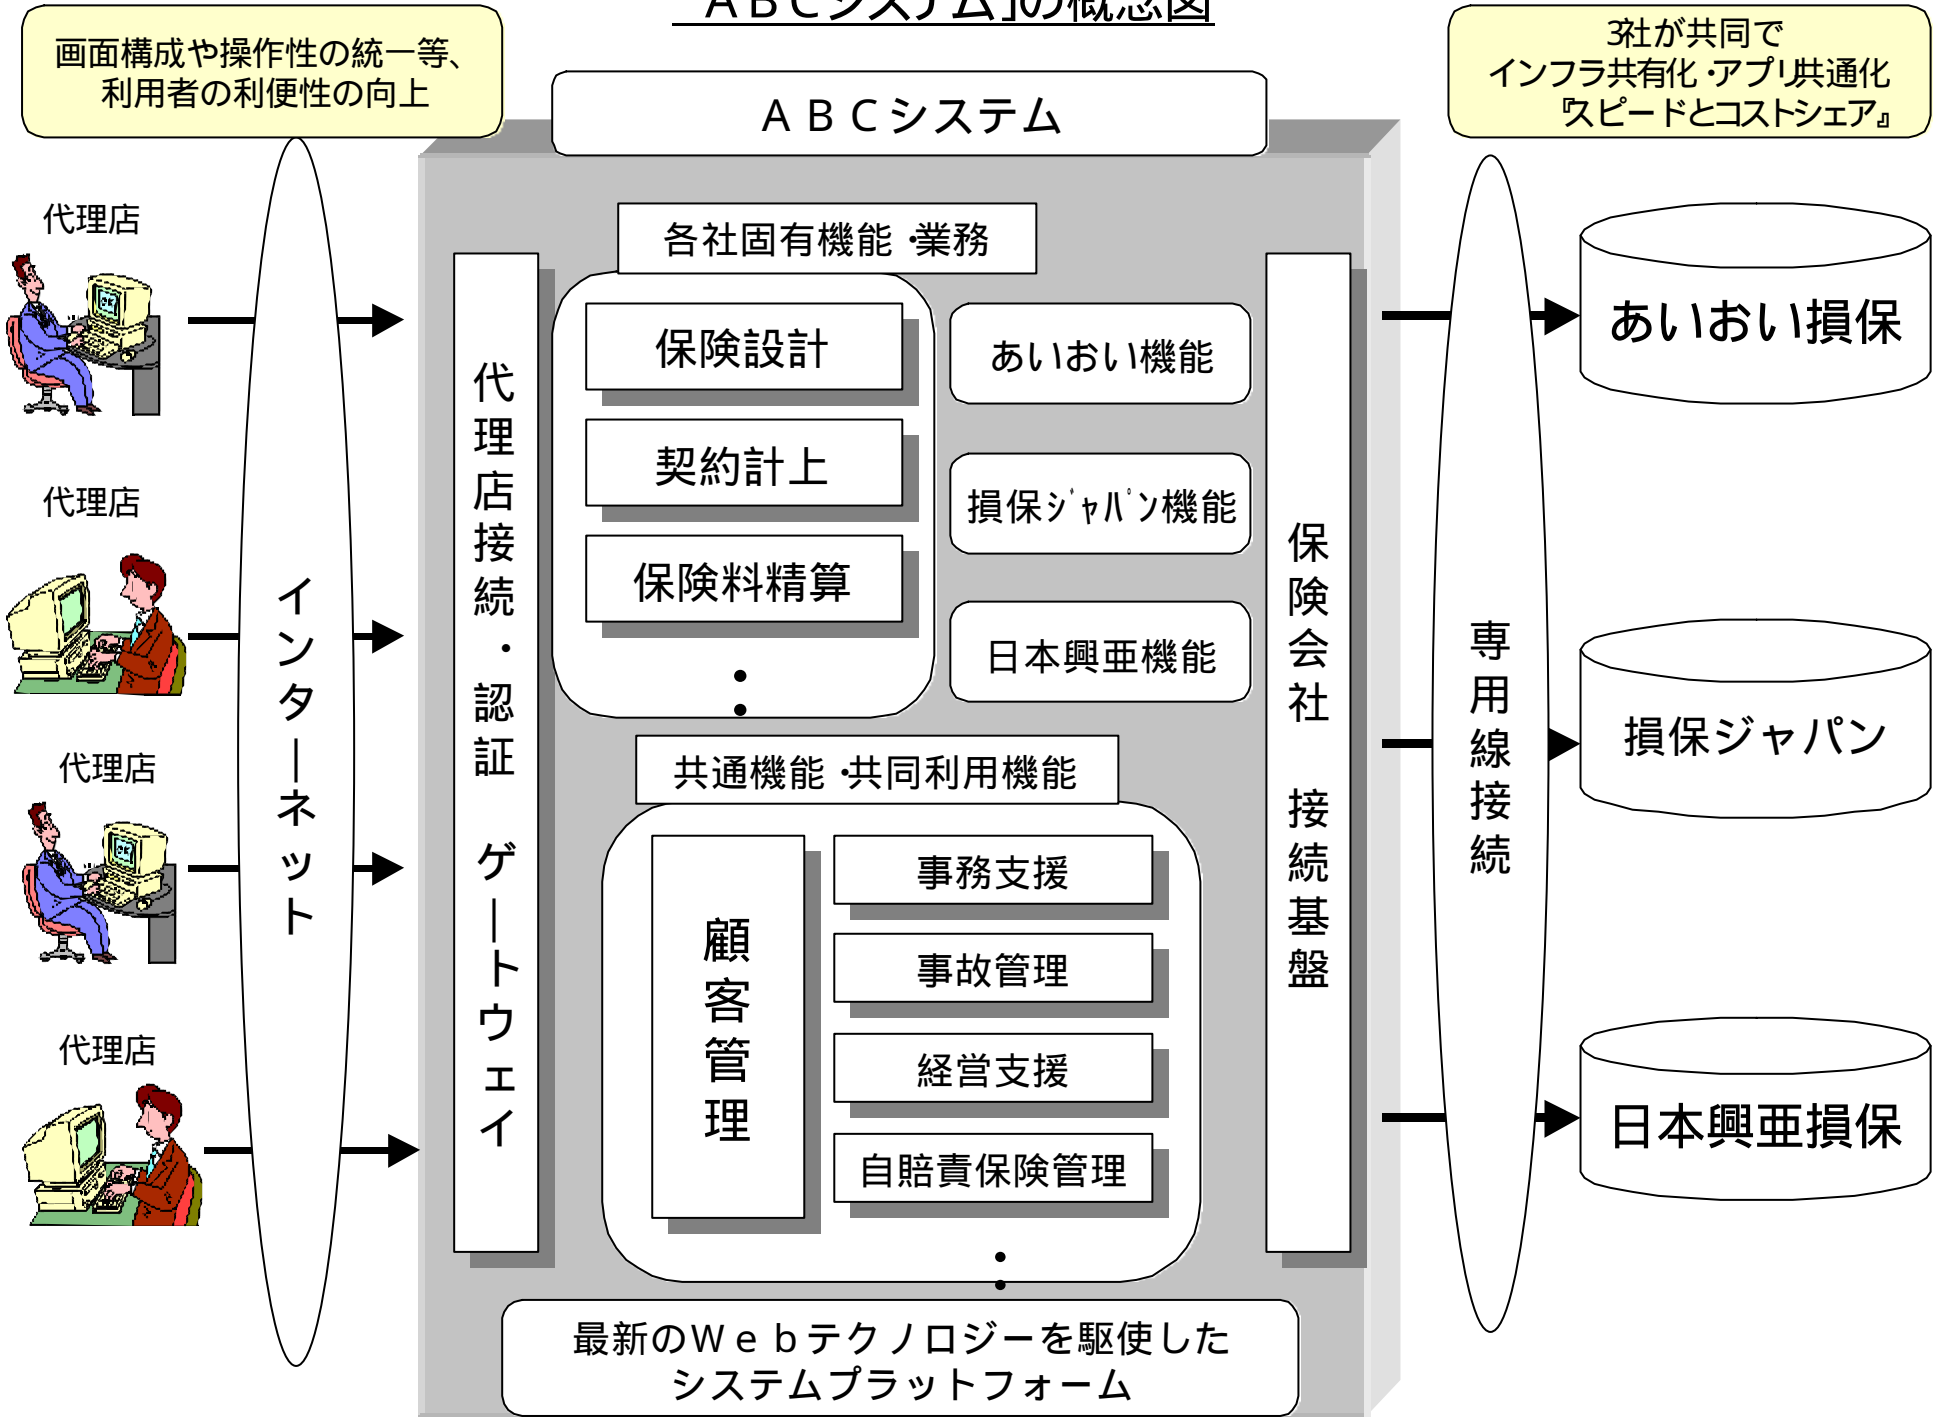 ABCシステム」の概念図
画面構成や操作性の統一等、
利用者の利便性の向上
3社が共同で
インフラ共有化・アプリ共通化
『スピードとコストシェア』
ABCシステム
代理店
代理店
代理店
代理店
インターネット
代理店接続・認証 ゲートウェイ
各社固有機能・業務
保険設計
契約計上
保険料精算
あいおい機能
損保ジャパン機能
日本興亜機能
共通機能・共同利用機能
顧客管理
事務支援
事故管理
経営支援
自賠責保険管理
保険会社 接続基盤
専用線接続
あいおい損保
損保ジャパン
日本興亜損保
最新のWebテクノロジーを駆使した
システムプラットフォーム